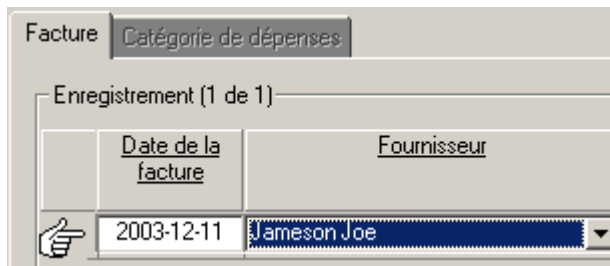 Facture Catégorie de dépenses
Enregistrement (1 de 1)
Date de la facture Fournisseur
2003-12-11 Jameson Joe